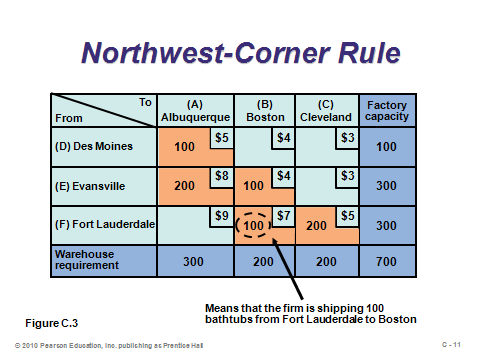 Northwest-Corner Rule
To
From
(A) Albuquerque
(B) Boston
(C) Cleveland
Factory capacity
(D) Des Moines
100
$5
$4
$3
100
(E) Evansville
200
$8
100
$4
$3
300
(F) Fort Lauderdale
$9
100
$7
200
$5
300
Warehouse requirement
300
200
200
700
Means that the firm is shipping 100
bathtubs from Fort Lauderdale to Boston
Figure C.3
© 2010 Pearson Education, Inc. publishing as Prentice Hall
C - 11